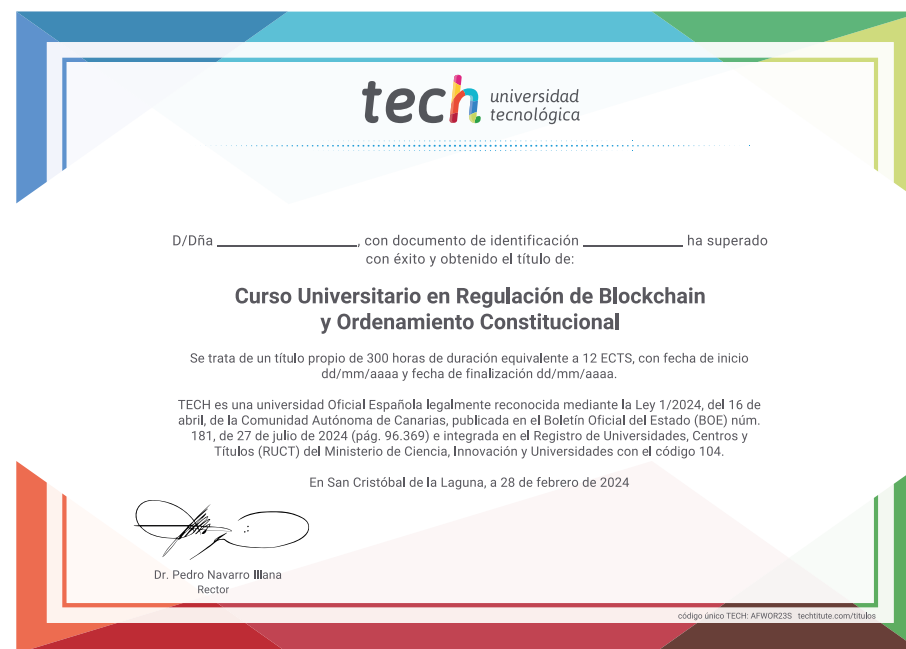 tech universidad
tecnológica
D/Dña ______________, con documento de identificación __________ ha superado
con éxito y obtenido el título de:
Curso Universitario en Regulación de Blockchain
y Ordenamiento Constitucional
Se trata de un título propio de 300 horas de duración equivalente a 12 ECTS, con fecha de inicio
dd/mm/aaaa y fecha de finalización dd/mm/aaaa.
TECH es una universidad Oficial Española legalmente reconocida mediante la Ley 1/2024, del 16 de
abril, de la Comunidad Autónoma de Canarias, publicada en el Boletín Oficial del Estado (BOE) núm.
181, de 27 de julio de 2024 (pág. 96.369) e integrada en el Registro de Universidades, Centros y
Títulos (RUCT) del Ministerio de Ciencia, Innovación y Universidades con el código 104.
En San Cristóbal de la Laguna, a 28 de febrero de 2024
Dr. Pedro Navarro Illana
Rector
código único TECH: AFWOR23S techtitute.com/titulos